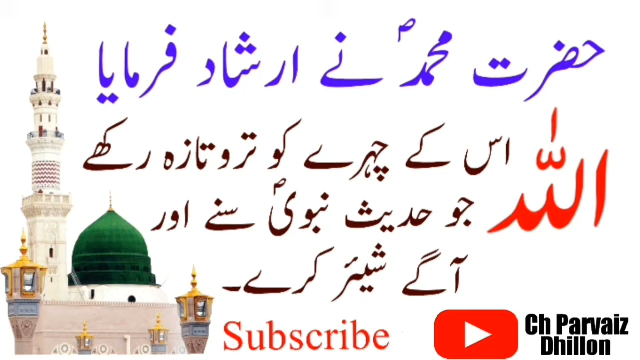 حضرت محمدؐ نے ارشاد فرمایا
اللہ اس کے چہرے کو تروتازہ رکھے
جو حدیث نبویؐ سنے اور
آگے شیئر کرے۔
Subscribe
Ch Parvaiz
Dhillon